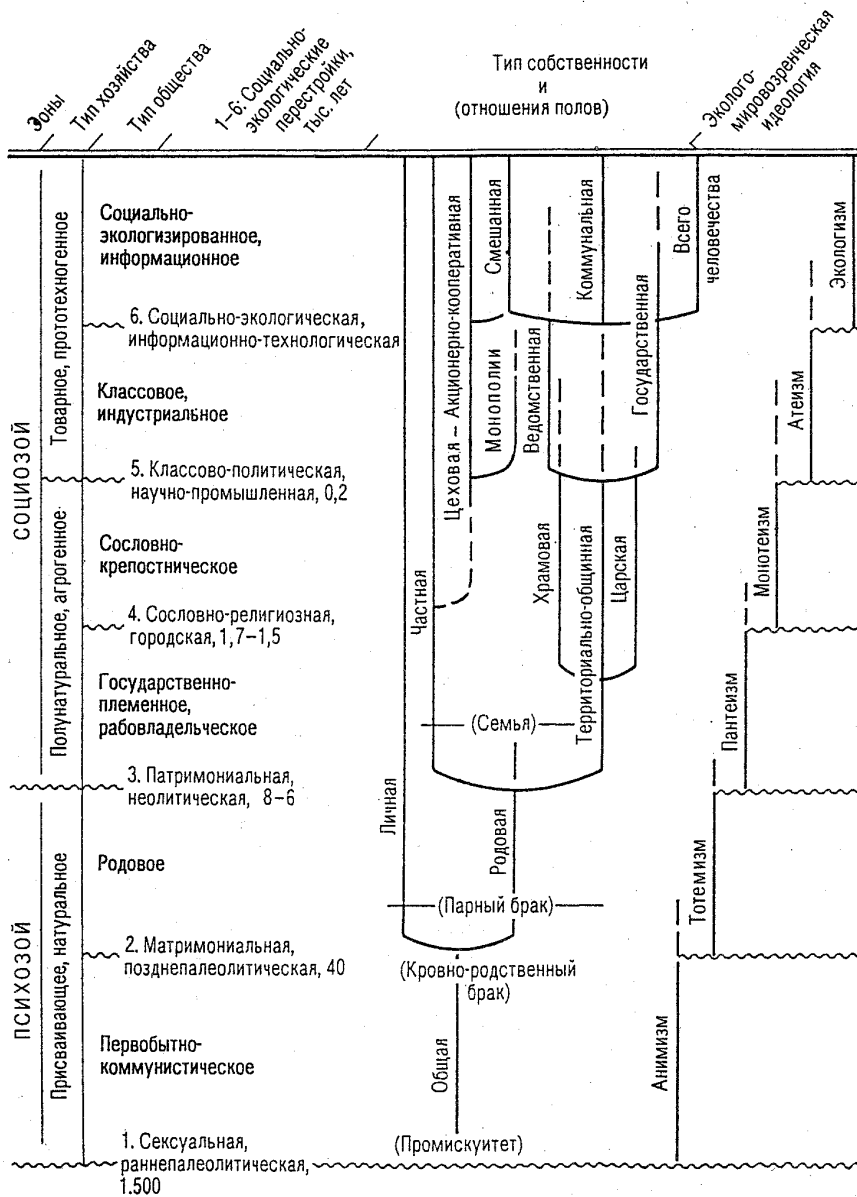 Зоны
Тип хозяйства
Тип общества
1–6: Социально-
экологические
перестройки,
тыс. лет
Тип собственности
и
(отношения полов)
Эколого-
мировозренческая
идеология
СОЦИОЗОЙ
ПСИХОЗОЙ
Товарное, прототехногенное
Полунатуральное, агрогенное
Присваивающее, натуральное
Социально-
экологизированное,
информационное
6. Социально-экологическая,
информационно-технологическая
Классовое,
индустриальное
5. Классово-политическая,
научно-промышленная, 0,2
Сословно-
крепостническое
4. Сословно-религиозная,
городская, 1,7–1,5
Государственно-
племенное,
рабовладельческое
3. Патримониальная,
неолитическая, 8–6
Родовое
2. Матримониальная,
позднепалеолитическая, 40
Первобытно-
коммунистическое
1. Сексуальная,
раннепалеолитическая,
1.500
Личная
Частная
Цеховая – Акционерно-кооперативная
Смешанная
Монополии
Ведомственная
Коммунальная
Государственная
Всего
человечества
Храмовая
Территориально-общинная
Царская
(Семья)
Родовая
(Парный брак)
(Кровно-родственный
брак)
Общая
(Промискуитет)
Экологизм
Атеизм
Монотеизм
Пантеизм
Тотемизм
Анимизм